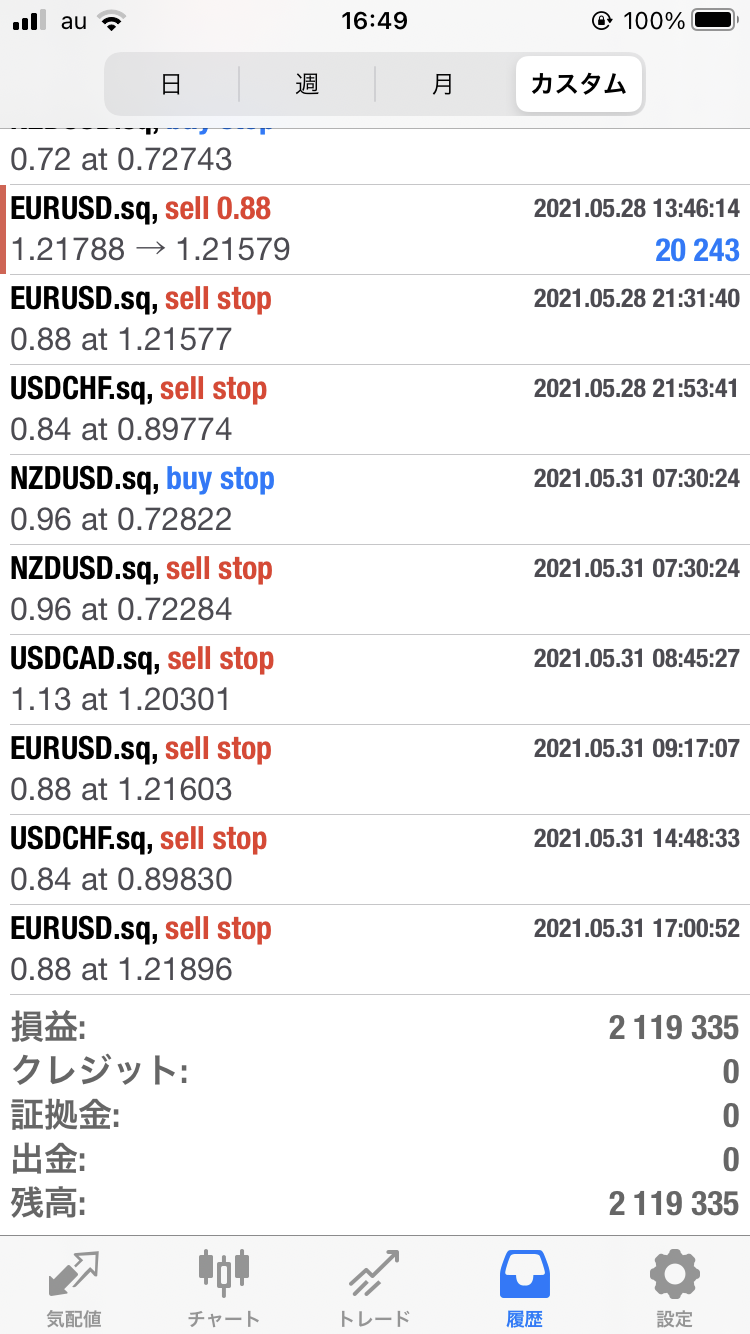 au 16:49 100%
日 週 月 カスタム
buy stop
0.72 at 0.72743
EURUSD.sq, sell 0.88 2021.05.28 13:46:14
1.21788 → 1.21579 20 243
EURUSD.sq, sell stop 2021.05.28 21:31:40
0.88 at 1.21577
USDCHF.sq, sell stop 2021.05.28 21:53:41
0.84 at 0.89774
NZDUSD.sq, buy stop 2021.05.31 07:30:24
0.96 at 0.72822
NZDUSD.sq, sell stop 2021.05.31 07:30:24
0.96 at 0.72284
USDCAD.sq, sell stop 2021.05.31 08:45:27
1.13 at 1.20301
EURUSD.sq, sell stop 2021.05.31 09:17:07
0.88 at 1.21603
USDCHF.sq, sell stop 2021.05.31 14:48:33
0.84 at 0.89830
EURUSD.sq, sell stop 2021.05.31 17:00:52
0.88 at 1.21896
損益: 2 119 335
クレジット: 0
証拠金: 0
出金: 0
残高: 2 119 335
気配値 チャート トレード 履歴 設定